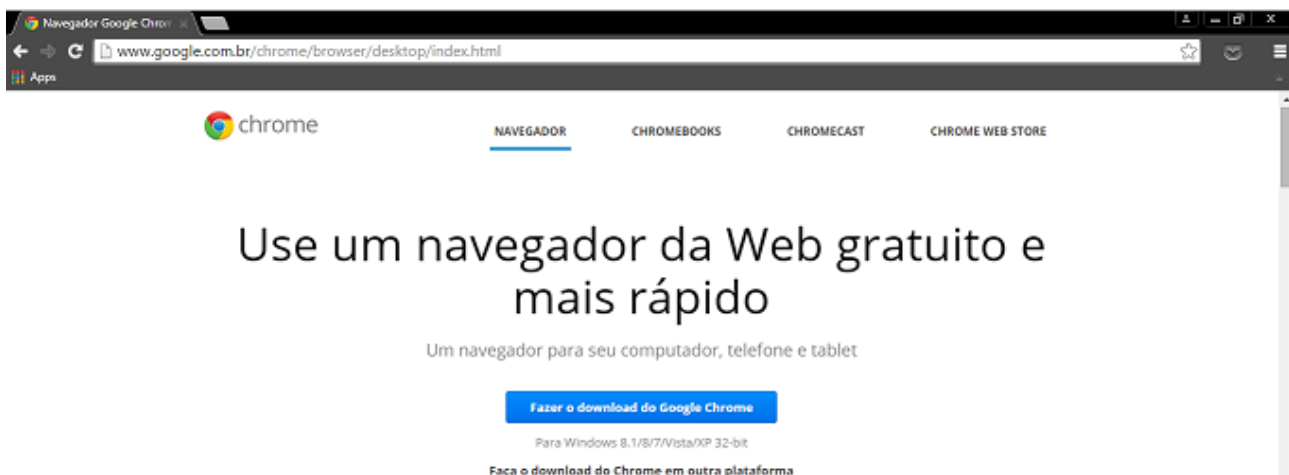 Navegador Google Chrom
www.google.com.br/chrome/browser/desktop/index.html
Apps
chrome
NAVEGADOR CHROMEBOOKS CHROMECAST CHROME WEB STORE
Use um navegador da Web gratuito e
mais rápido
Um navegador para seu computador, telefone e tablet
Fazer o download do Google Chrome
Para Windows 8.1/8/7/Vista/XP 32-bit
Faça o download do Chrome em outra plataforma